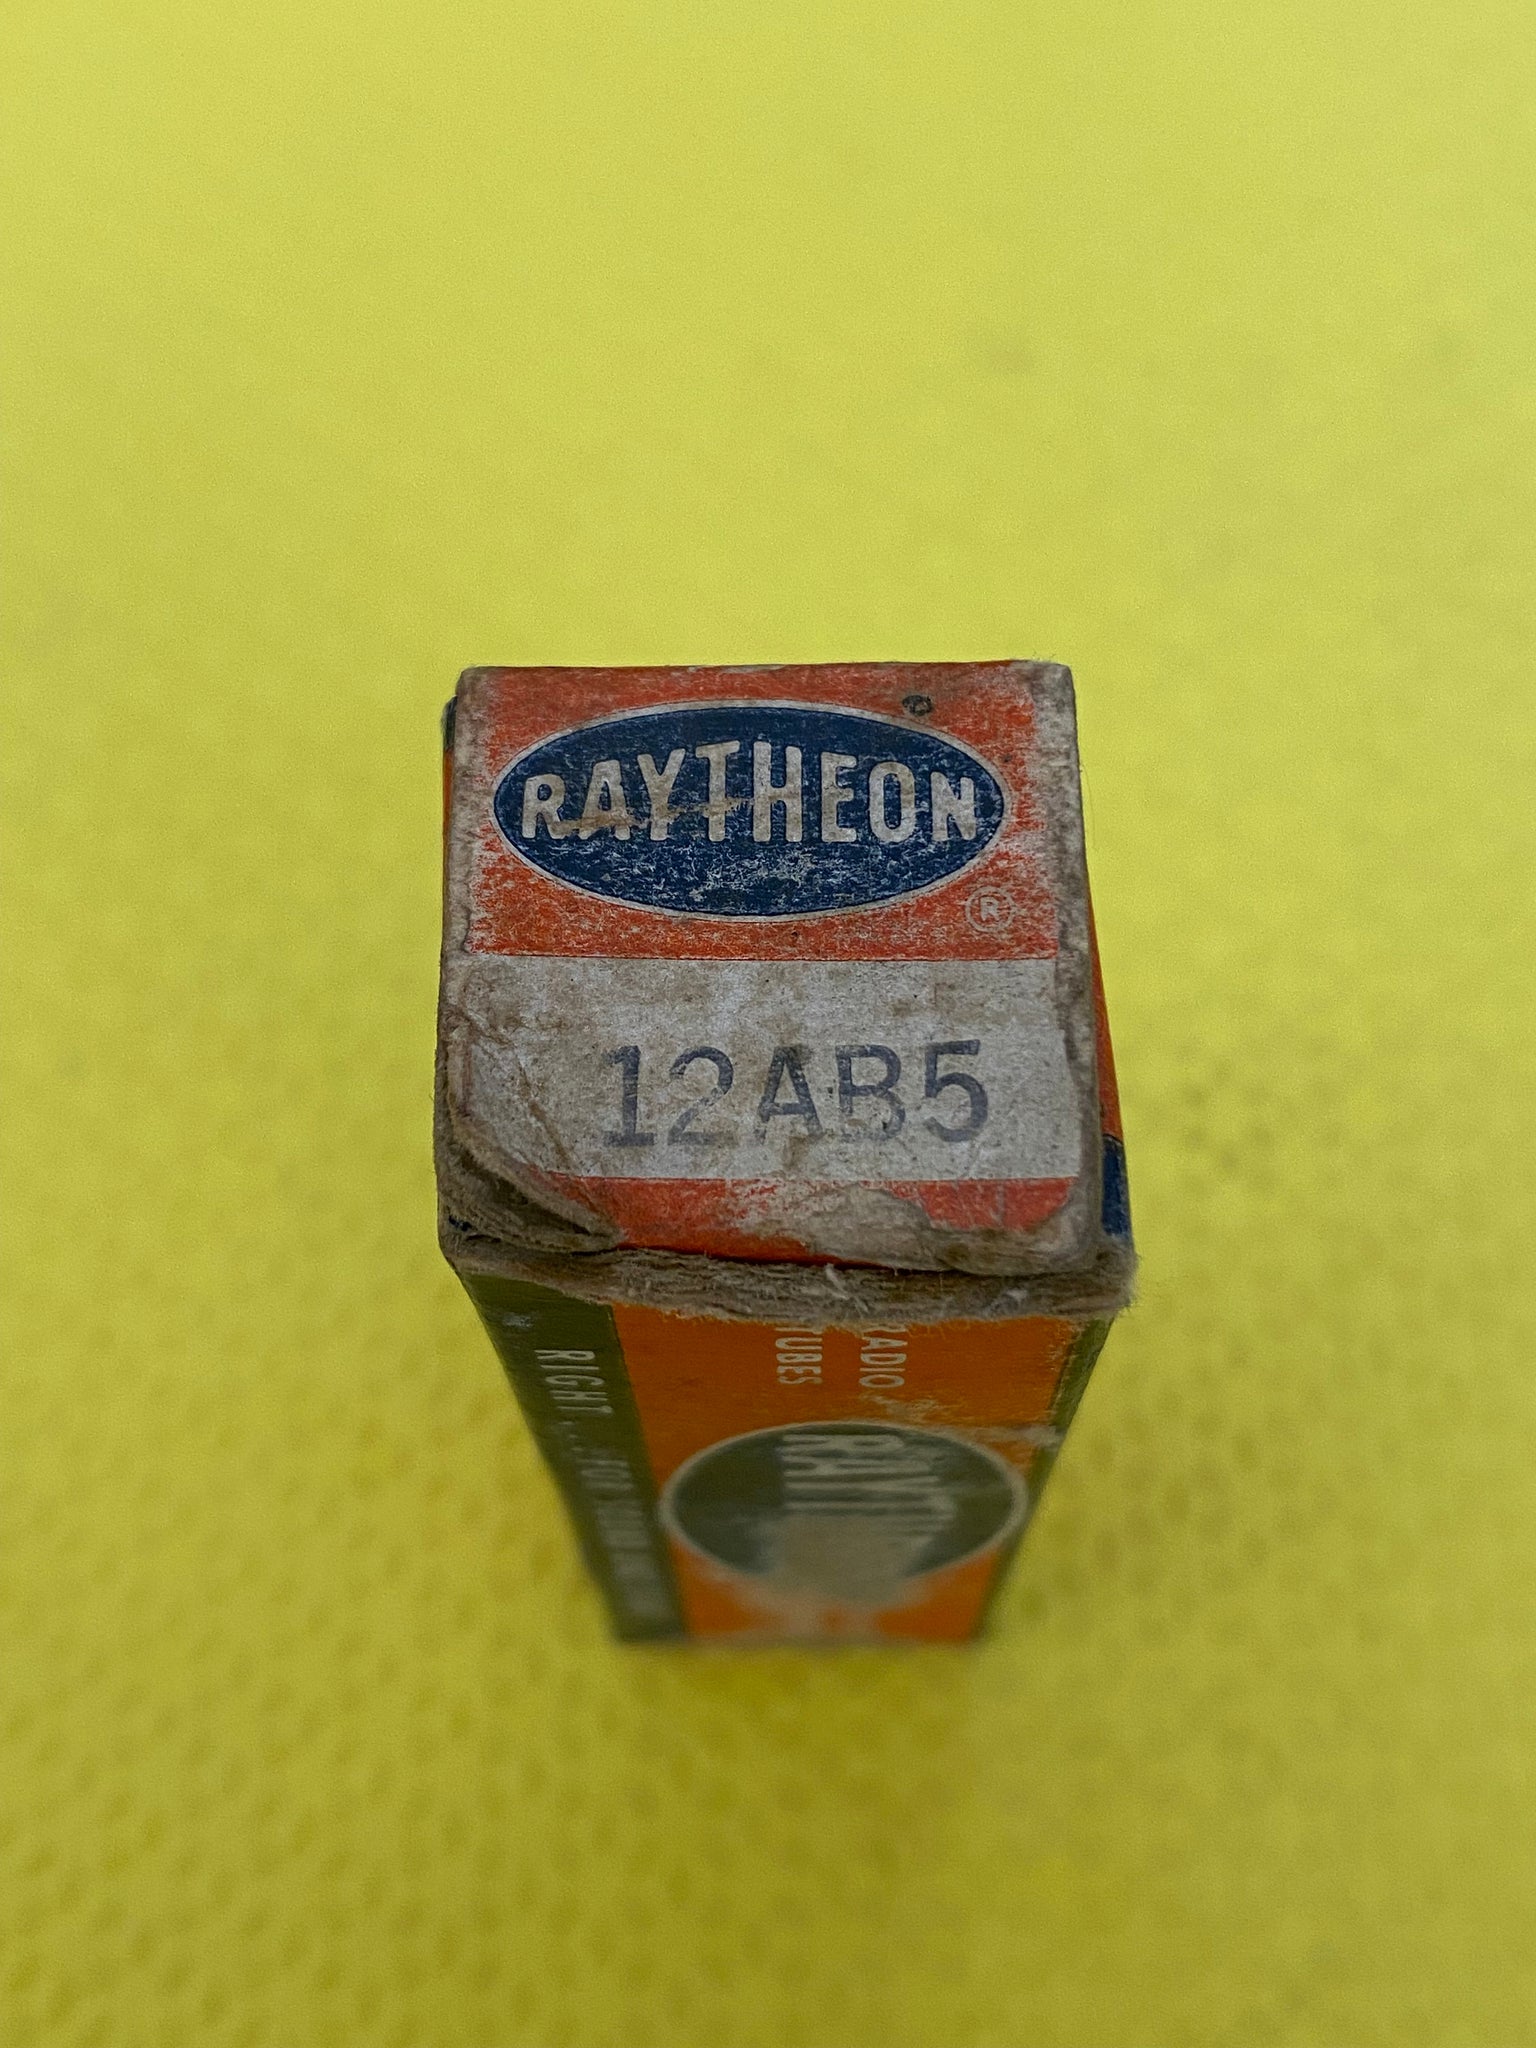 RAYTHEON
®
12AB5
RADIO
TUBES
RIGHT